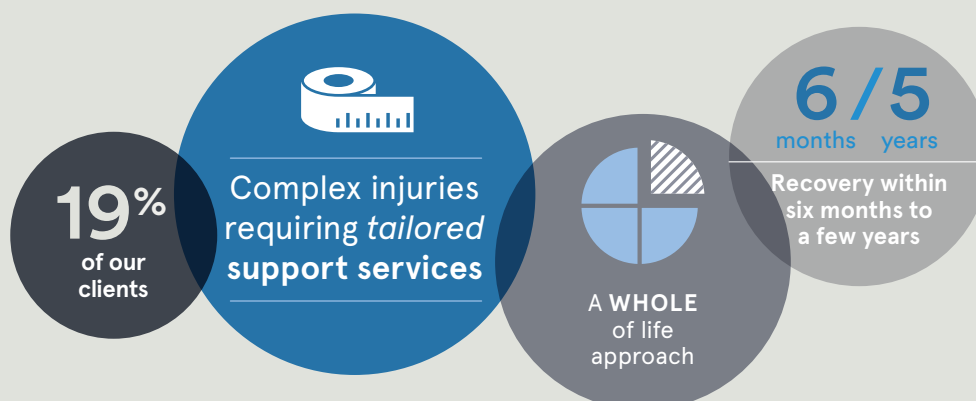 19%
of our
clients
Complex injuries
requiring tailored
support services
A WHOLE
of life
approach
6/5
months years
Recovery within
six months to
a few years